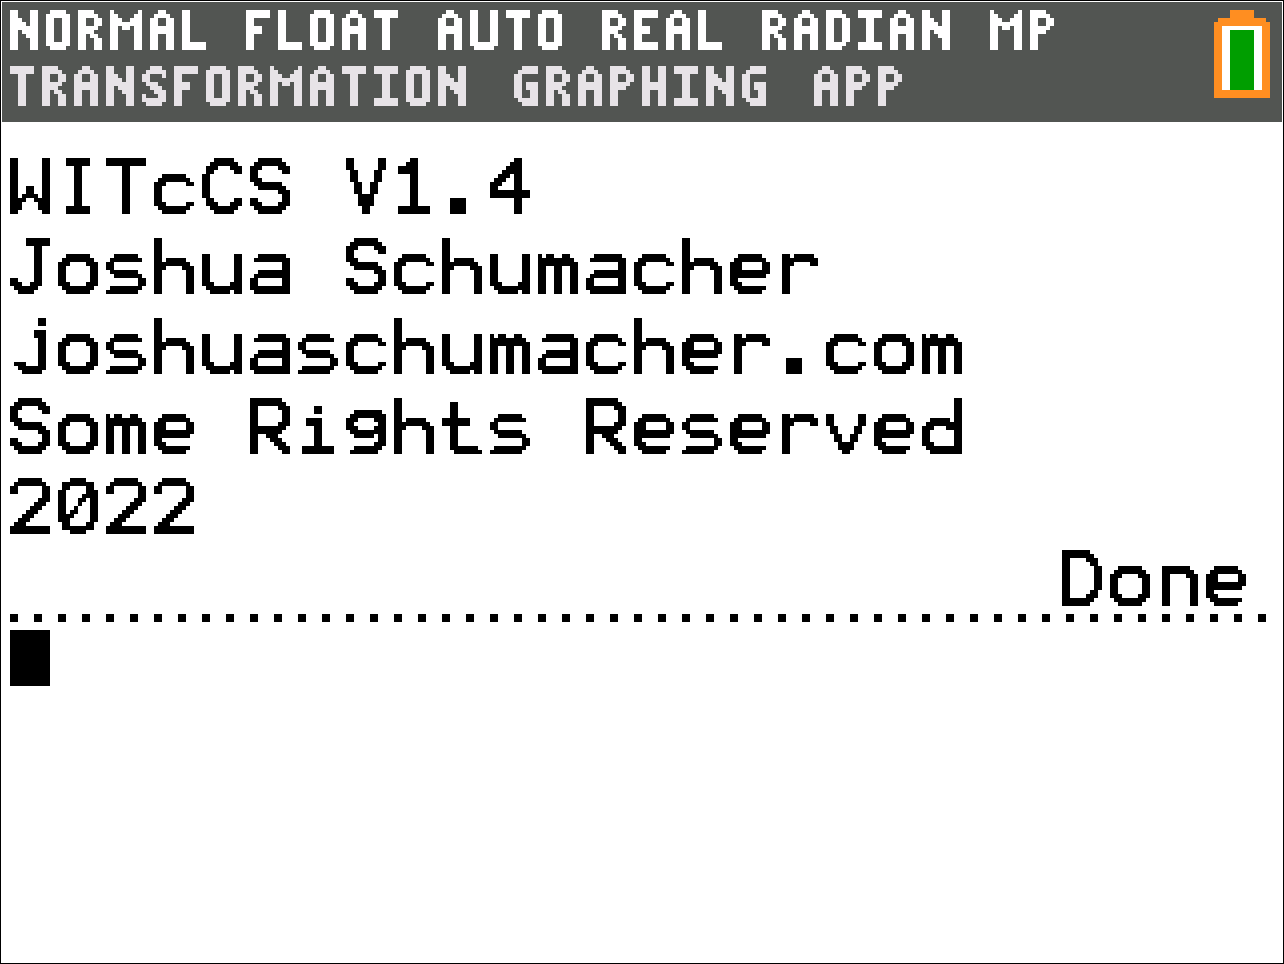 NORMAL FLOAT AUTO REAL RADIAN MP
TRANSFORMATION GRAPHING APP
WITcCS V1.4
Joshua Schumacher
joshuaschumacher.com
Some Rights Reserved
2022
Done